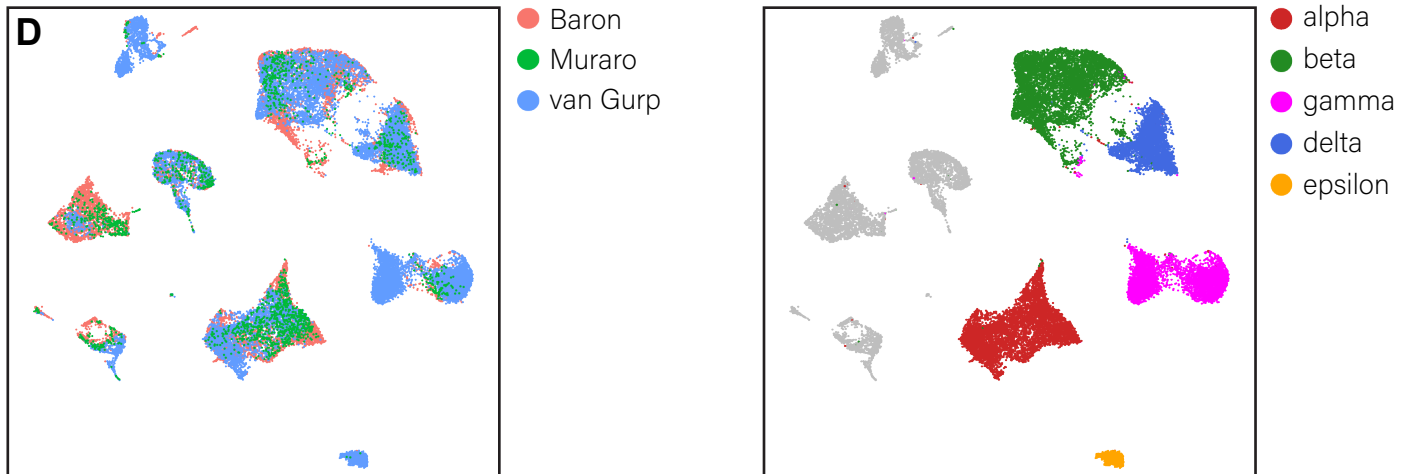 D
Baron
Muraro
van Gurp
alpha
beta
gamma
delta
epsilon